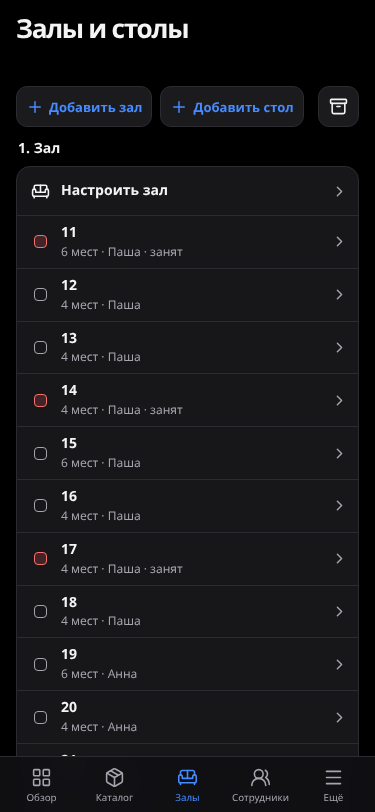 Залы и столы
Добавить зал
Добавить стол
1. Зал
Настроить зал
11
6 мест · Паша · занят
12
4 мест · Паша
13
4 мест · Паша
14
4 мест · Паша · занят
15
6 мест · Паша
16
4 мест · Паша
17
4 мест · Паша · занят
18
4 мест · Паша
19
6 мест · Анна
20
4 мест · Анна
Обзор
Каталог
Залы
Сотрудники
Ещё